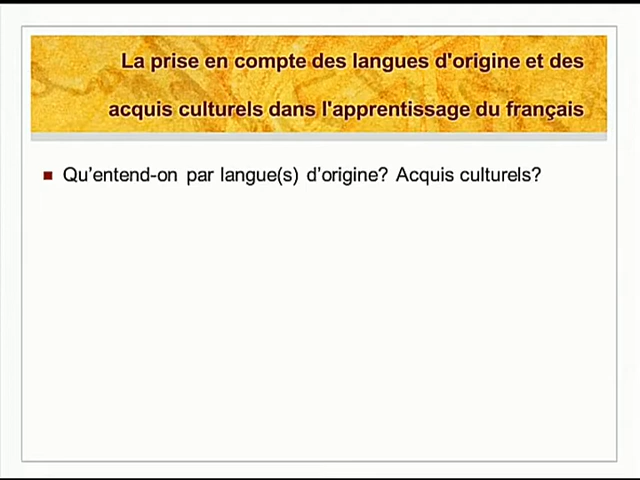 La prise en compte des langues d'origine et des
acquis culturels dans l'apprentissage du français
Qu’entend-on par langue(s) d’origine? Acquis culturels?